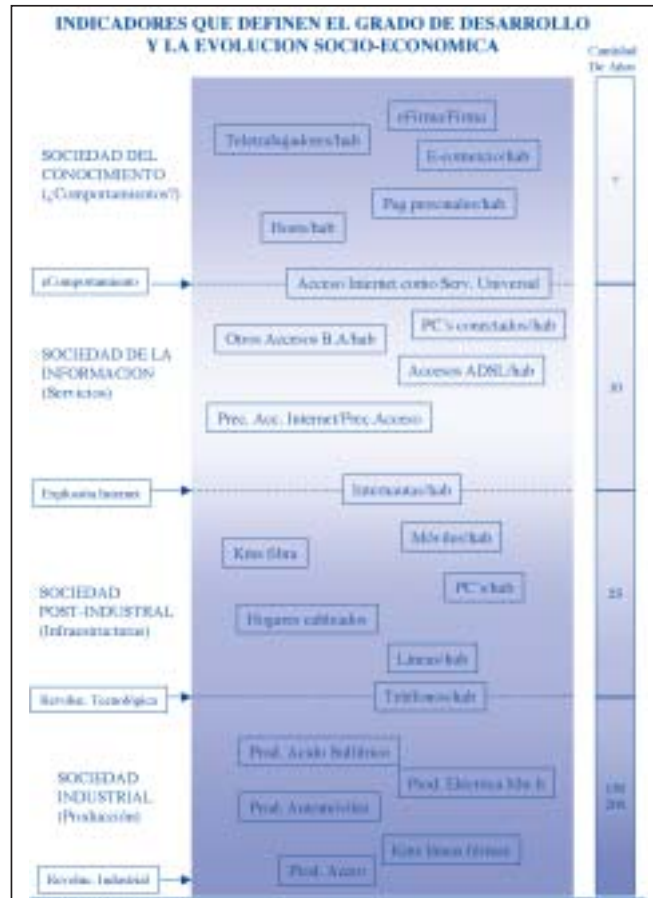 INDICADORES QUE DEFINEN EL GRADO DE DESARROLLO
Y LA EVOLUCION SOCIO-ECONOMICA
Cantidad
De Años
SOCIEDAD DEL
CONOCIMIENTO
(¿Comportamientos?)
eFirma/Firma
Teletrabajadores/hab
E-comercio/hab
Pag personales/hab
Hosts/hab
?
eComportamiento
Acceso Internet como Serv. Universal
SOCIEDAD DE LA
INFORMACION
(Servicios)
PC's conectados/hab
Otros Accesos B.A/hab
Accesos ADSL/hab
Prec. Acc. Internet/Prec.Acceso
10
Explosión Internet
Internautas/hab
SOCIEDAD
POST-INDUSTRIAL
(Infraestructuras)
Móviles/hab
Kms fibra
PC's/hab
Hogares cableados
Líneas/hab
25
Revoluc. Tecnológica
Teléfonos/hab
SOCIEDAD
INDUSTRIAL
(Producción)
Prod. Acido Sulfúrico
Prod. Eléctrica
Prod. Automóviles
Kms líneas férreas
Prod. Acero
Revoluc. Industrial